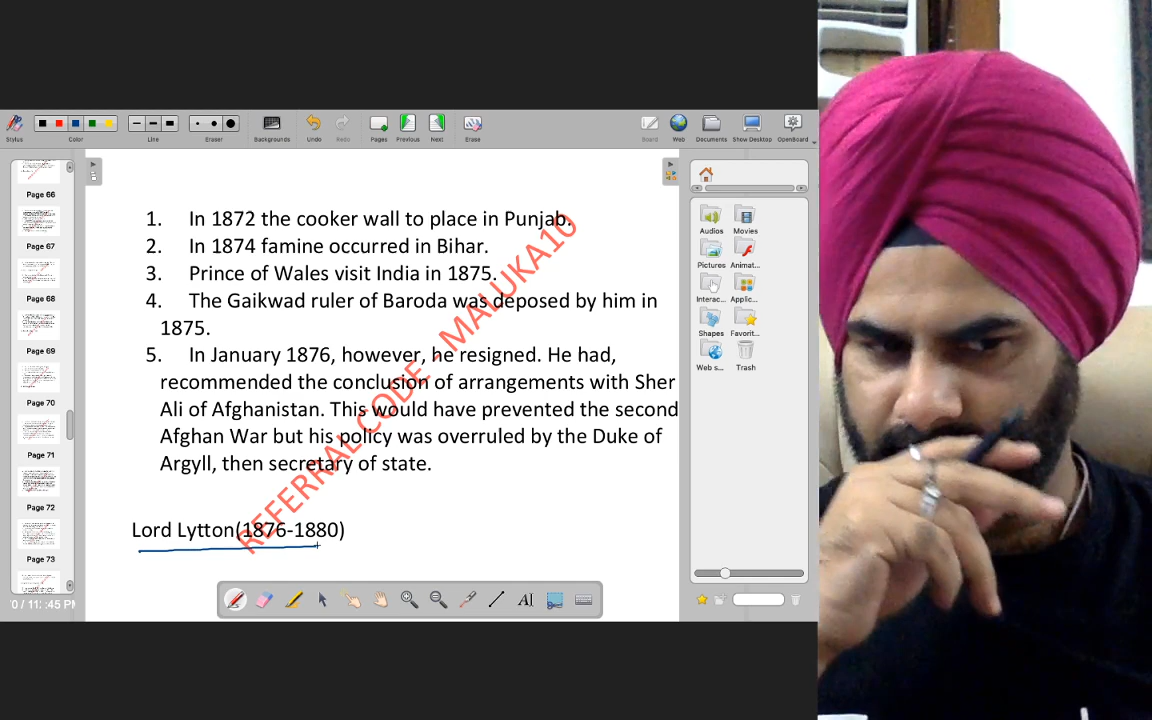 Stylus
Color
Line
Eraser
Backgrounds
Undo
Redo
Pages
Previous
Next
Erase
Board
Web
Documents
Show Desktop
OpenBoard
Page 66
Page 67
Page 68
Page 69
Page 70
Page 71
Page 72
Page 73
1. In 1872 the cooker wall to place in Punjab.
2. In 1874 famine occurred in Bihar.
3. Prince of Wales visit India in 1875.
4. The Gaikwad ruler of Baroda was deposed by him in
1875.
5. In January 1876, however, he resigned. He had,
recommended the conclusion of arrangements with Sher
Ali of Afghanistan. This would have prevented the second
Afghan War but his policy was overruled by the Duke of
Argyll, then secretary of state.
Lord Lytton(1876-1880)
REFERRAL CODE - MALUKA10
Audios
Movies
Pictures
Animat...
Interac...
Applic...
Shapes
Favorit...
Web s...
Trash
AI